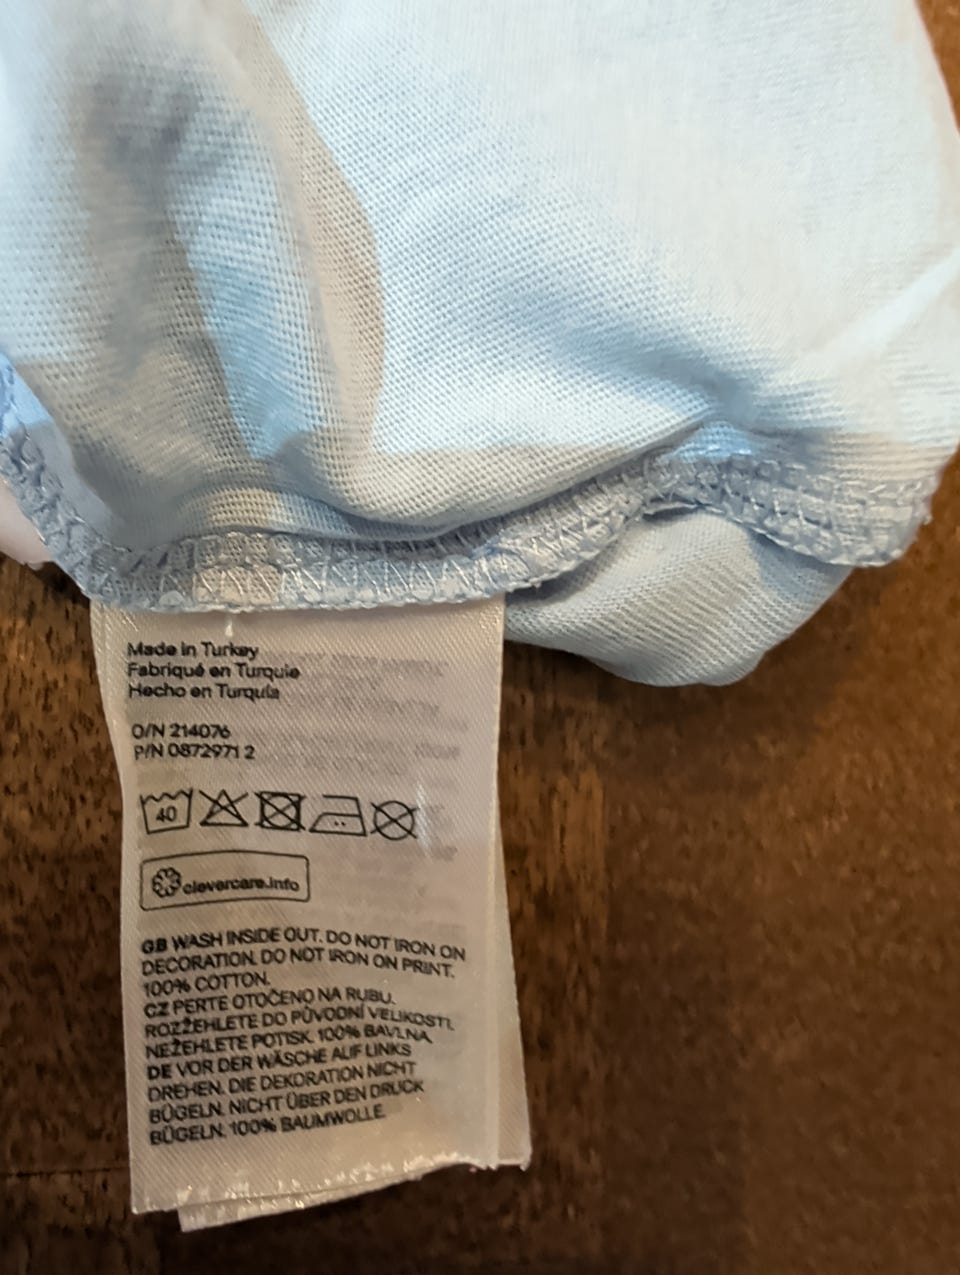 Made in Turkey
Fabriqué en Turquie
Hecho en Turquía
O/N 214076
P/N 0872971 2
40
clevercare.info
GB WASH INSIDE OUT. DO NOT IRON ON
DECORATION. DO NOT IRON ON PRINT.
100% COTTON.
CZ PERTE OTOČENO NA RUBU.
ROZŽEHLETE DO PŮVODNÍ VELIKOSTI.
NEŽEHLETE POTISK. 100% BAVLNA.
DE VOR DER WÄSCHE AUF LINKS
DREHEN. DIE DEKORATION NICHT
BÜGELN. NICHT ÜBER DEN DRUCK
BÜGELN. 100% BAUMWOLLE.